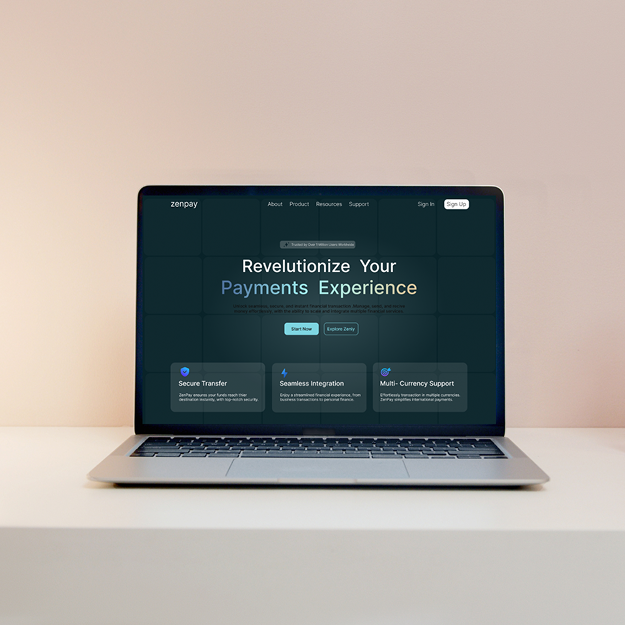 zenpay
About Product Resources Support
Sign In Sign Up
Trusted by Over 1 Million Users Worldwide
Revelutionize Your
Payments Experience
Start Now Explore
Secure Transfer
ZenPay ensures your funds reach their
destination instantly, with top-notch security.
Seamless Integration
Enjoy a streamlined financial experience, from
business transactions to personal finance.
Multi- Currency Support
Effortlessly transaction in multiple currencies.
ZenPay simplifies international payments.